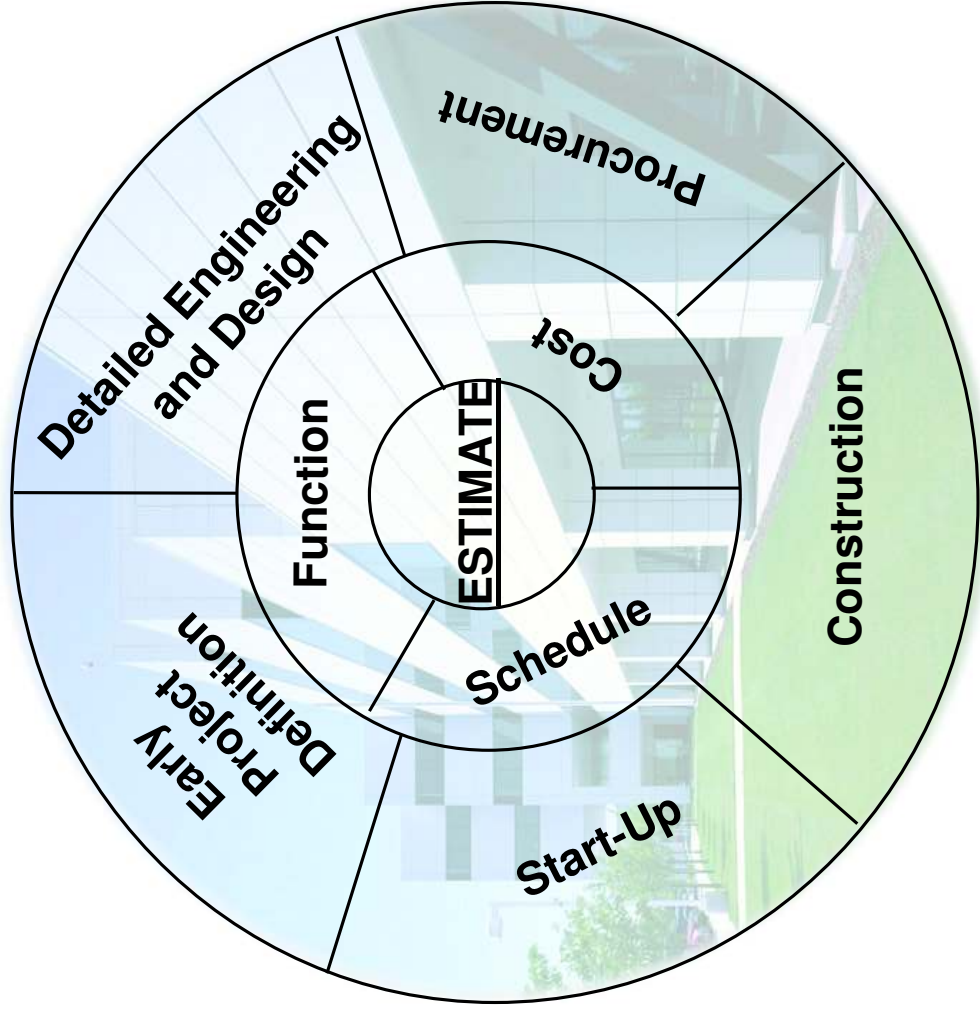 ESTIMATE
Function
Cost
Schedule
Early
Project
Definition
Detailed Engineering
and Design
Procurement
Construction
Start-Up